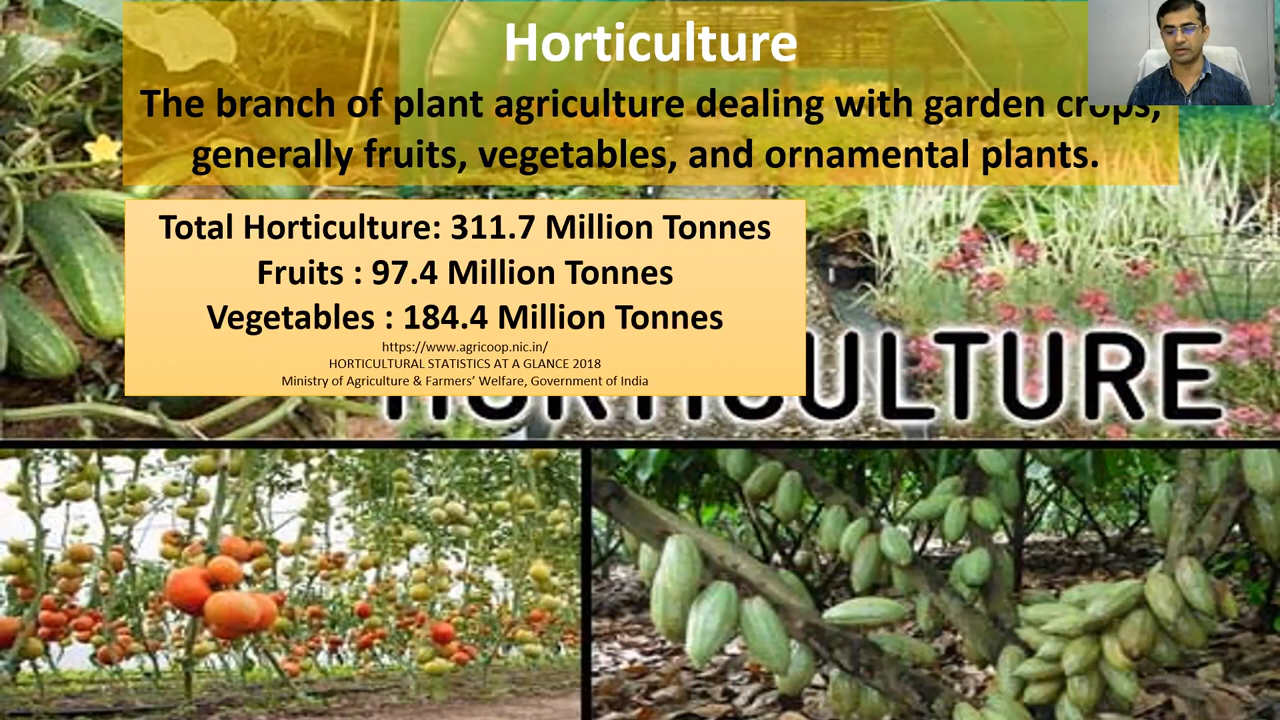 Horticulture
The branch of plant agriculture dealing with garden crops,
generally fruits, vegetables, and ornamental plants.
Total Horticulture: 311.7 Million Tonnes
Fruits : 97.4 Million Tonnes
Vegetables : 184.4 Million Tonnes
https://www.agricoop.nic.in/
HORTICULTURAL STATISTICS AT A GLANCE 2018
Ministry of Agriculture & Farmers’ Welfare, Government of India
HORTICULTURE